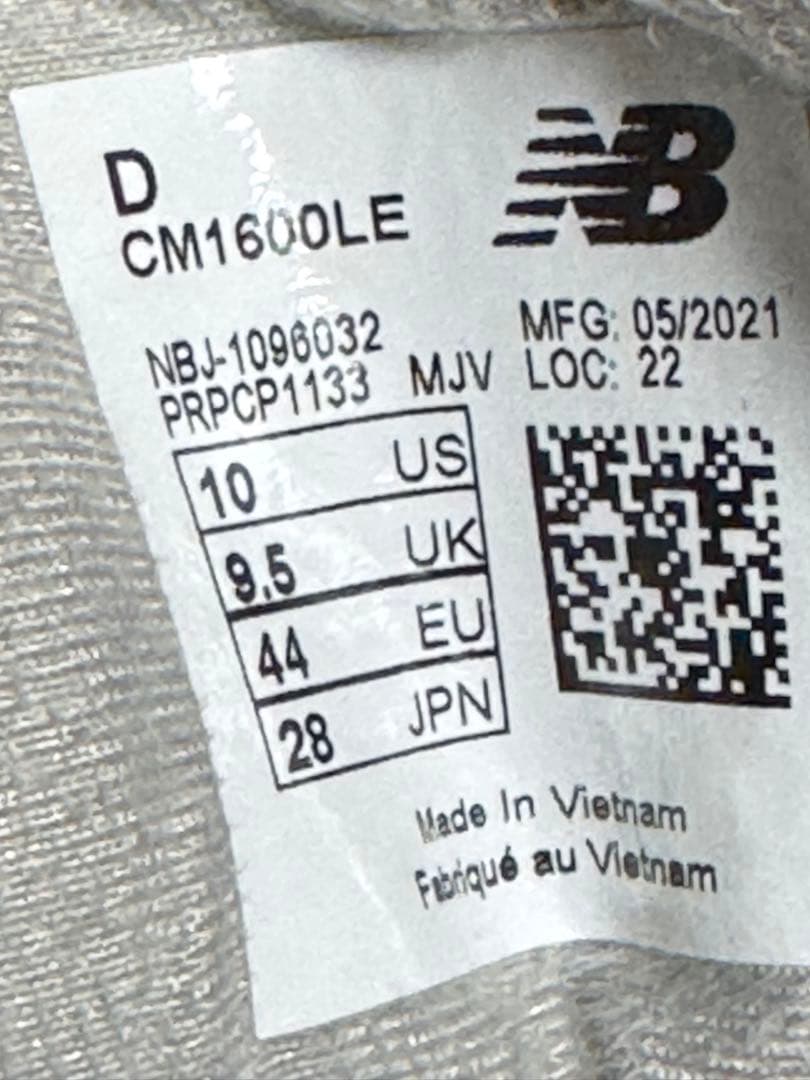 D
NB
CM1600LE
NBJ-1096032 MFG: 05/2021
PRPCP1133 MJV LOC: 22
10 US
9.5 UK
44 EU
28 JPN
Made In Vietnam
Fabriqué au Vietnam